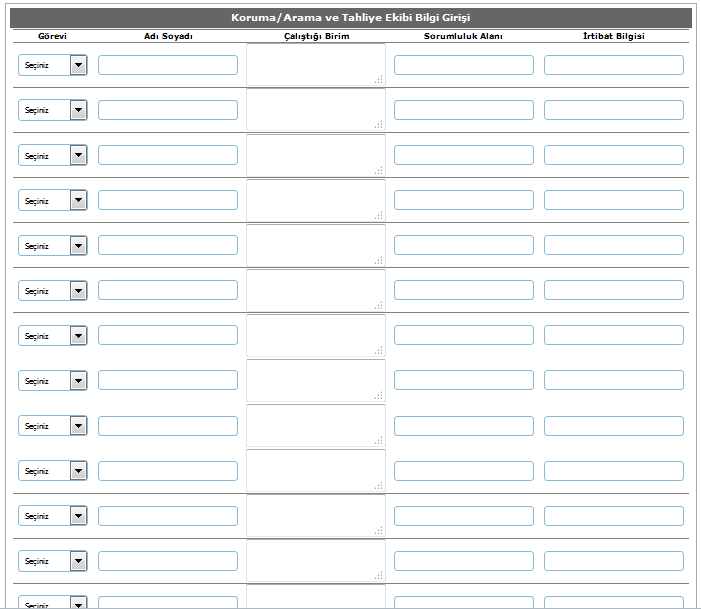 Koruma/Arama ve Tahliye Ekibi Bilgi Girişi
Görevi Adı Soyadı Çalıştığı Birim Sorumluluk Alanı İrtibat Bilgisi
Seçiniz
Seçiniz
Seçiniz
Seçiniz
Seçiniz
Seçiniz
Seçiniz
Seçiniz
Seçiniz
Seçiniz
Seçiniz
Seçiniz
Seçiniz